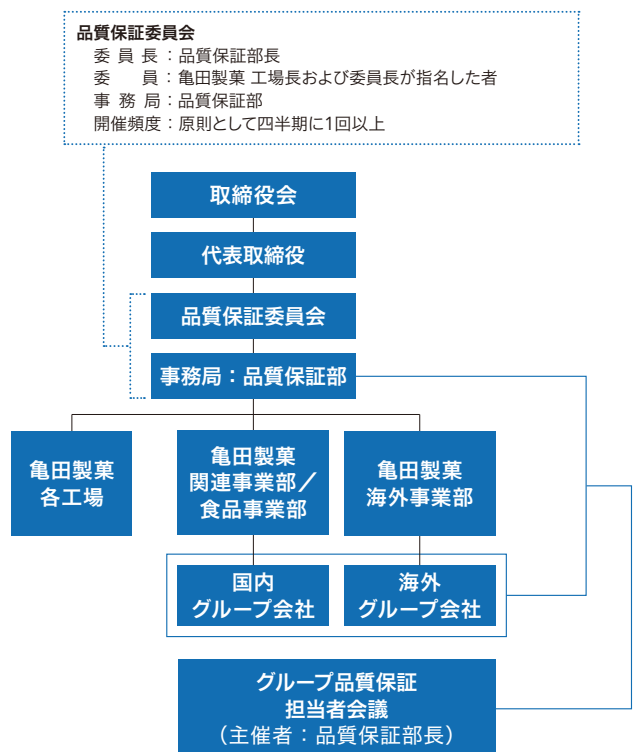 品質保証委員会
委 員 長 ：品質保証部長
委　　員 ：亀田製菓 工場長および委員長が指名した者
事 務 局 ：品質保証部
開催頻度 ：原則として四半期に1回以上
取締役会
代表取締役
品質保証委員会
事務局：品質保証部
亀田製菓
各工場
亀田製菓
関連事業部／
食品事業部
亀田製菓
海外事業部
国内
グループ会社
海外
グループ会社
グループ品質保証
担当者会議
（主催者：品質保証部長）